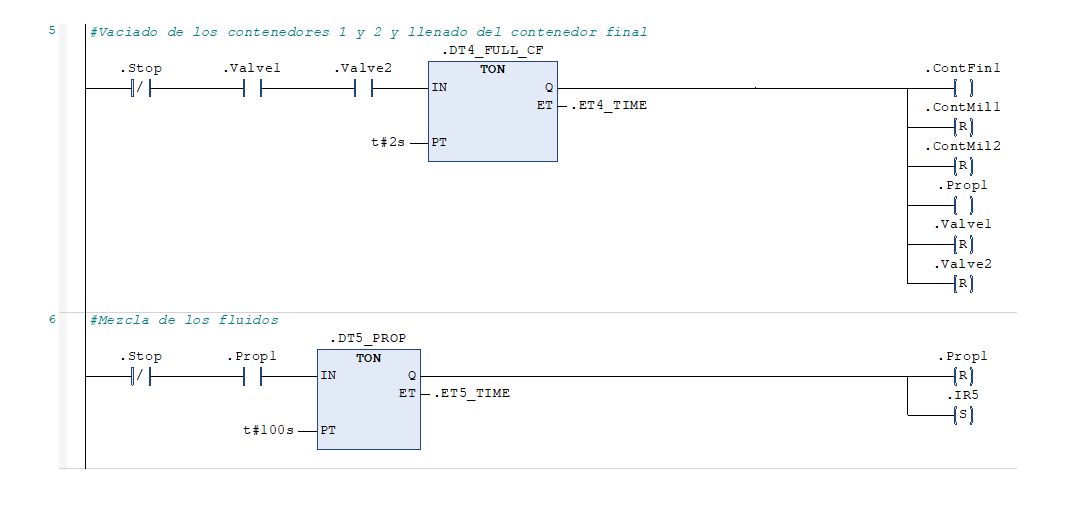 5
#Vaciado de los contenedores 1 y 2 y llenado del contenedor final
.DT4_FULL_CF
.Stop .Valve1 .Valve2 TON .ContFin1
IN Q
ET .ET4_TIME
.ContMil1
R
t#2s PT
.ContMil2
R
.Prop1
.Valve1
R
.Valve2
R
6
#Mezcla de los fluidos
.DT5_PROP
.Stop .Prop1 TON .Prop1
IN Q R
ET .ET5_TIME
.IR5
S
t#100s PT